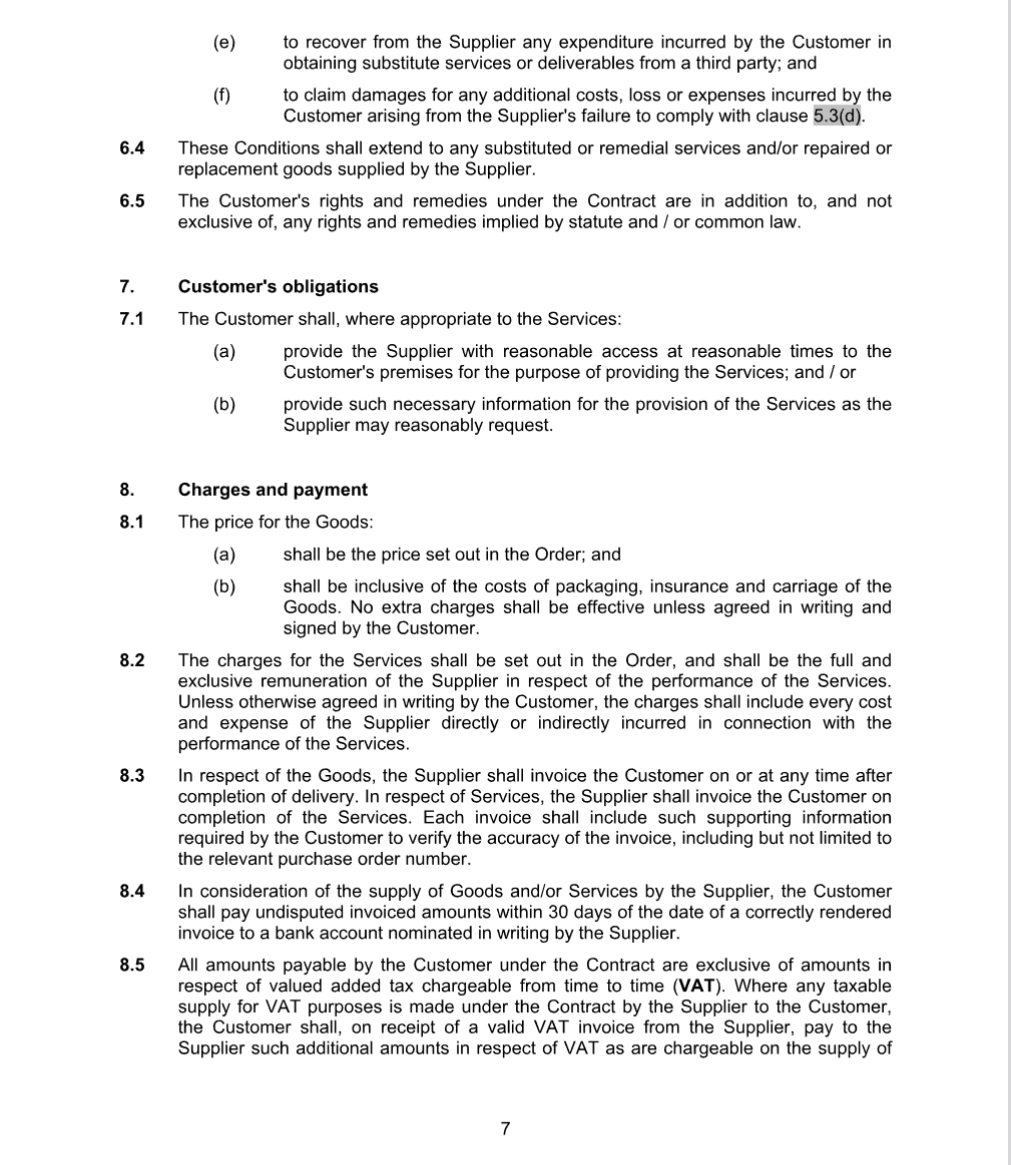 (e) to recover from the Supplier any expenditure incurred by the Customer in
obtaining substitute services or deliverables from a third party; and
(f) to claim damages for any additional costs, loss or expenses incurred by the
Customer arising from the Supplier's failure to comply with clause 5.3(d).
6.4 These Conditions shall extend to any substituted or remedial services and/or repaired or
replacement goods supplied by the Supplier.
6.5 The Customer's rights and remedies under the Contract are in addition to, and not
exclusive of, any rights and remedies implied by statute and / or common law.
7. Customer's obligations
7.1 The Customer shall, where appropriate to the Services:
(a) provide the Supplier with reasonable access at reasonable times to the
Customer's premises for the purpose of providing the Services; and / or
(b) provide such necessary information for the provision of the Services as the
Supplier may reasonably request.
8. Charges and payment
8.1 The price for the Goods:
(a) shall be the price set out in the Order; and
(b) shall be inclusive of the costs of packaging, insurance and carriage of the
Goods. No extra charges shall be effective unless agreed in writing and
signed by the Customer.
8.2 The charges for the Services shall be set out in the Order, and shall be the full and
exclusive remuneration of the Supplier in respect of the performance of the Services.
Unless otherwise agreed in writing by the Customer, the charges shall include every cost
and expense of the Supplier directly or indirectly incurred in connection with the
performance of the Services.
8.3 In respect of the Goods, the Supplier shall invoice the Customer on or at any time after
completion of delivery. In respect of Services, the Supplier shall invoice the Customer on
completion of the Services. Each invoice shall include such supporting information
required by the Customer to verify the accuracy of the invoice, including but not limited to
the relevant purchase order number.
8.4 In consideration of the supply of Goods and/or Services by the Supplier, the Customer
shall pay undisputed invoiced amounts within 30 days of the date of a correctly rendered
invoice to a bank account nominated in writing by the Supplier.
8.5 All amounts payable by the Customer under the Contract are exclusive of amounts in
respect of valued added tax chargeable from time to time (VAT). Where any taxable
supply for VAT purposes is made under the Contract by the Supplier to the Customer,
the Customer shall, on receipt of a valid VAT invoice from the Supplier, pay to the
Supplier such additional amounts in respect of VAT as are chargeable on the supply of
7